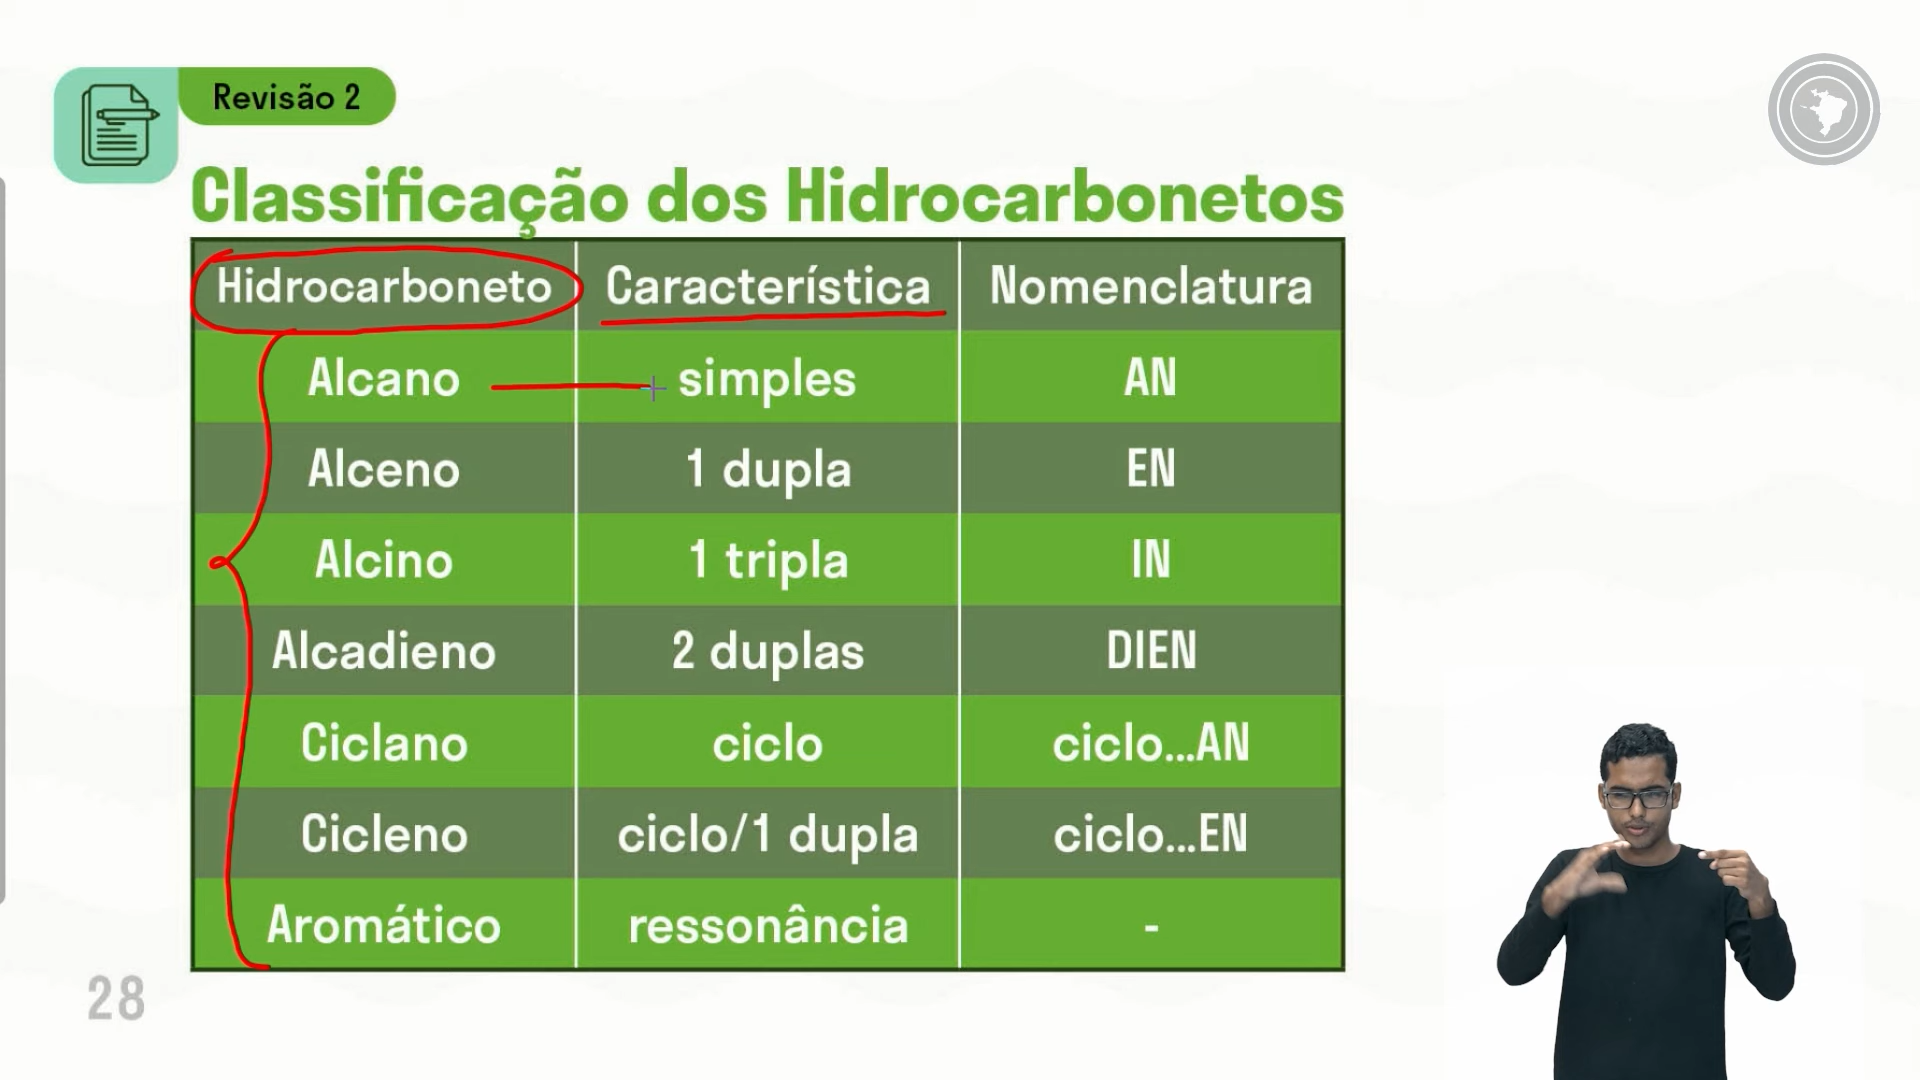 Revisão 2
Classificação dos Hidrocarbonetos
Hidrocarboneto Característica Nomenclatura
Alcano simples AN
Alceno 1 dupla EN
Alcino 1 tripla IN
Alcadieno 2 duplas DIEN
Ciclano ciclo ciclo...AN
Cicleno ciclo/1 dupla ciclo...EN
Aromático ressonância -
28